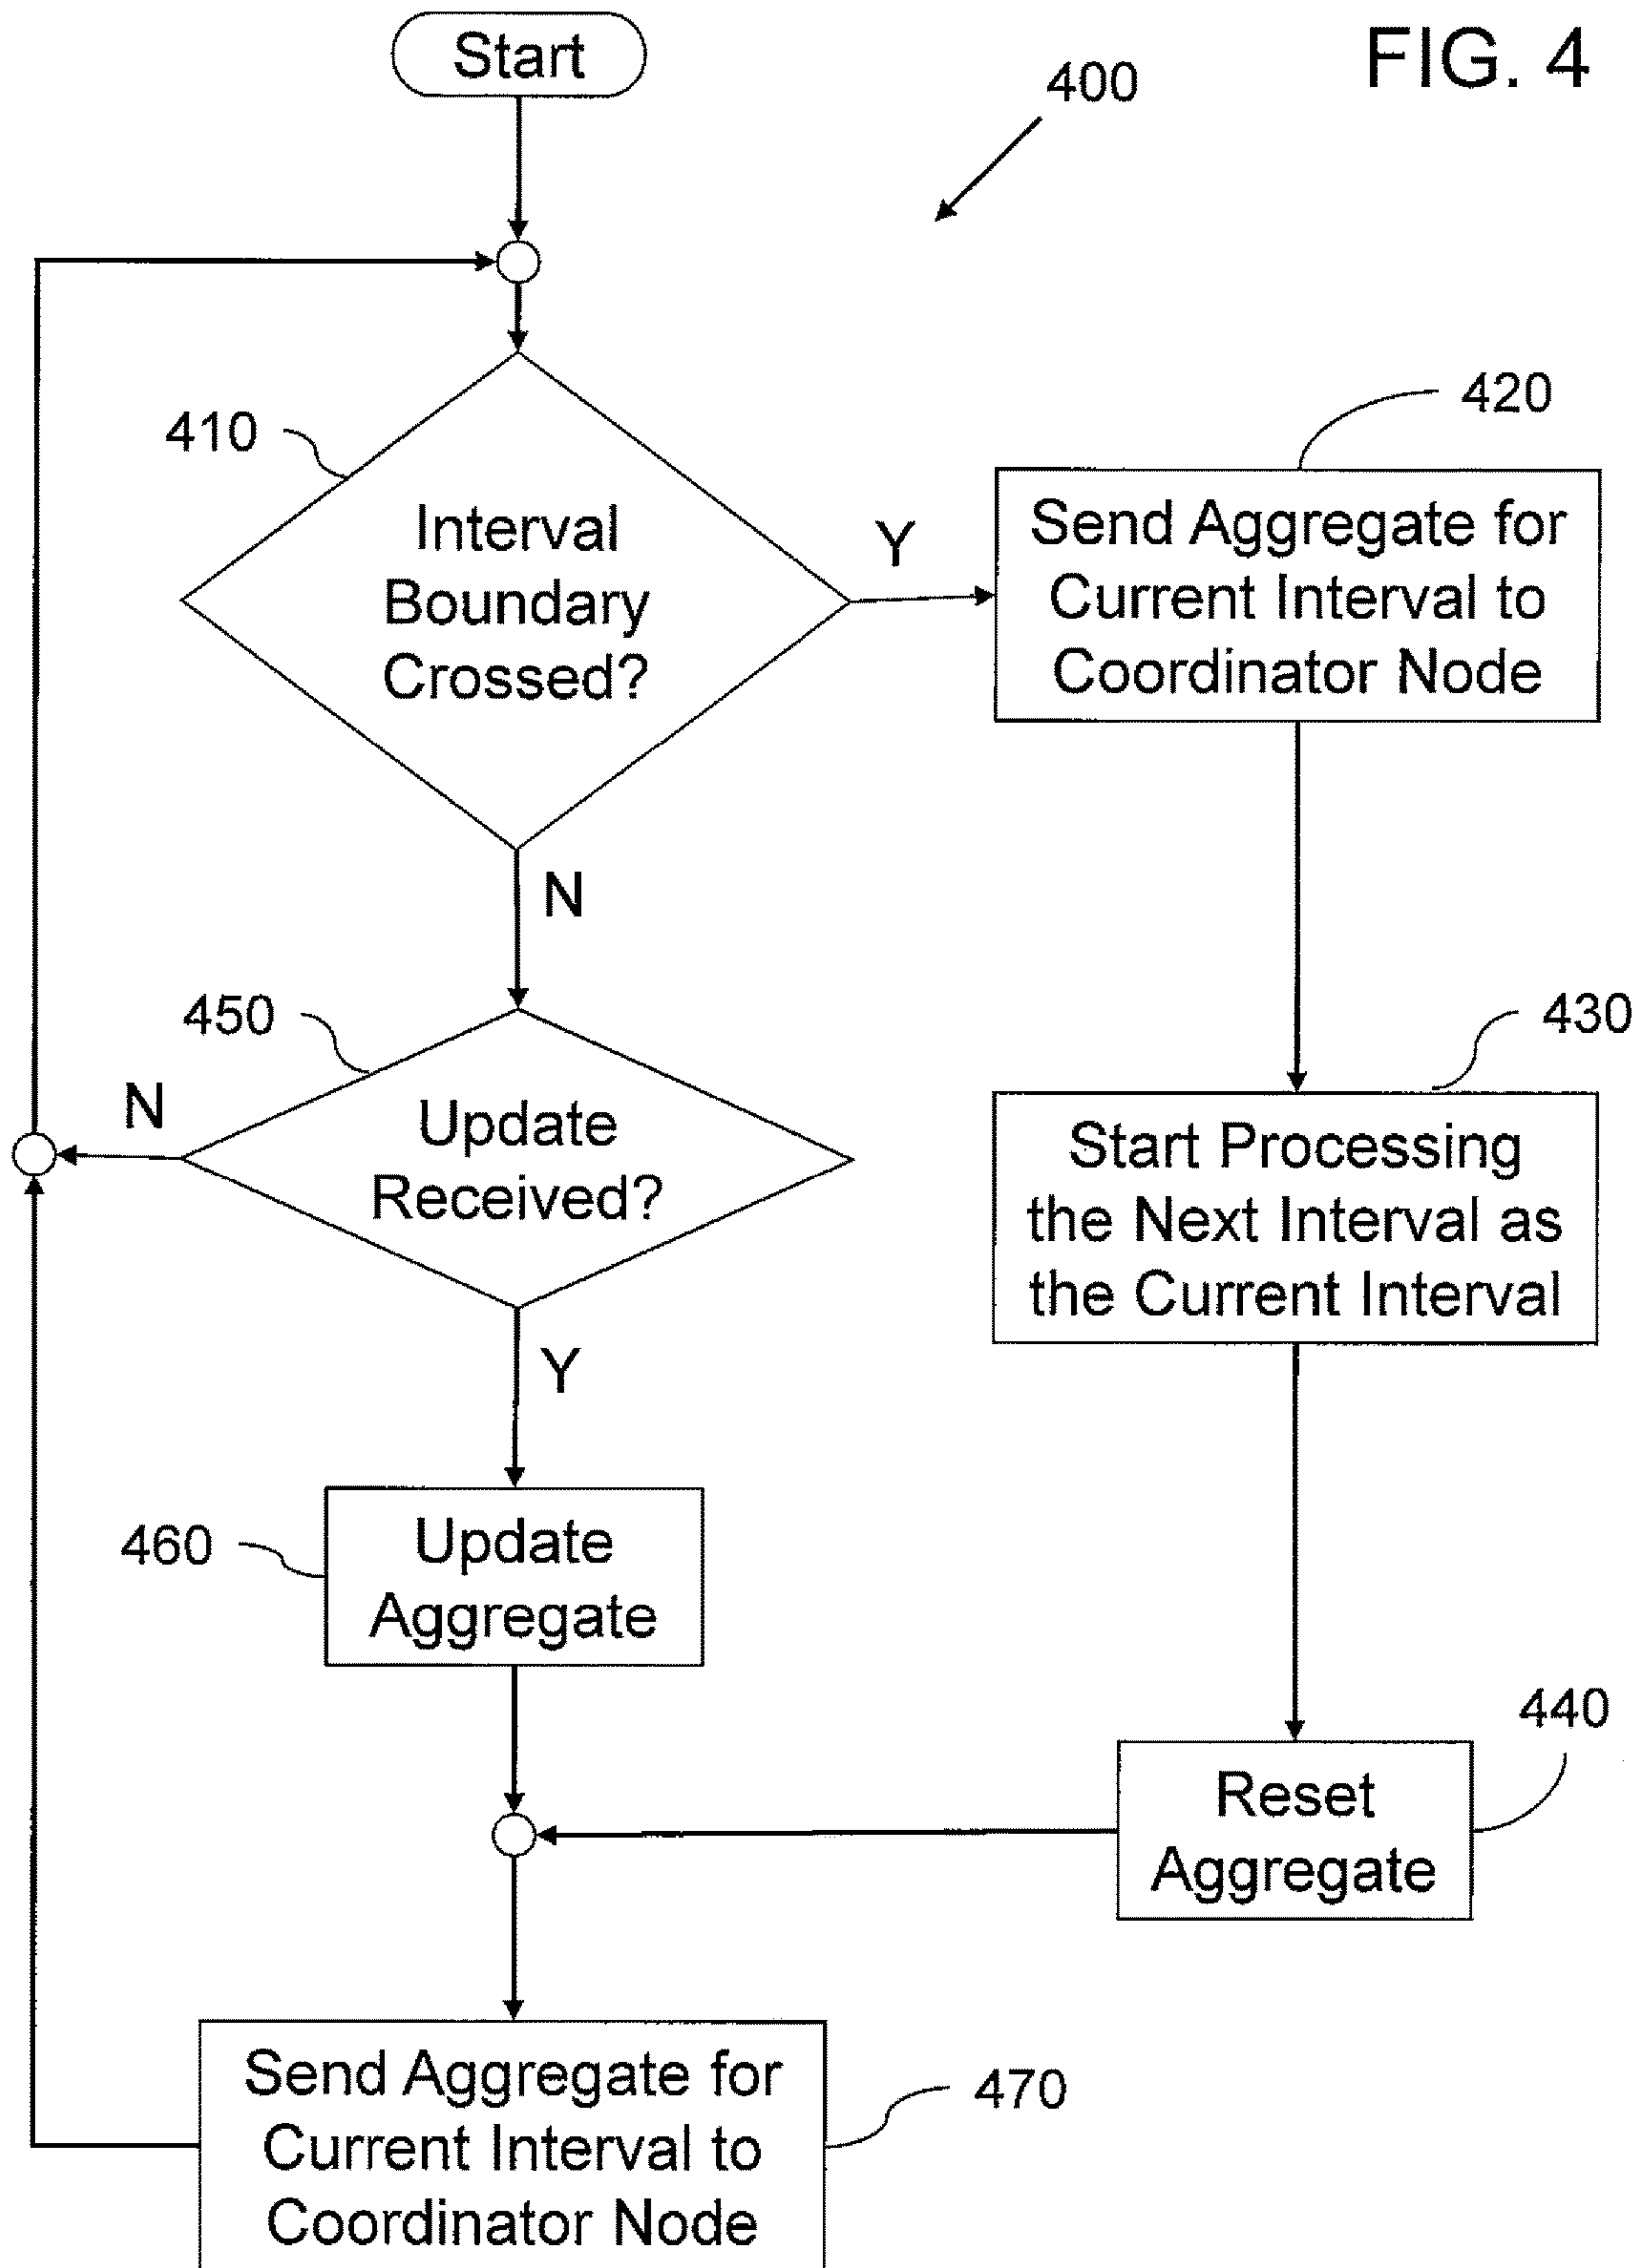 Start
FIG. 4
400
410
Interval
Boundary
Crossed?
Y
420
Send Aggregate for
Current Interval to
Coordinator Node
N
450
N
Update
Received?
Y
430
Start Processing
the Next Interval as
the Current Interval
460
Update
Aggregate
440
Reset
Aggregate
Send Aggregate for
Current Interval to
Coordinator Node
470